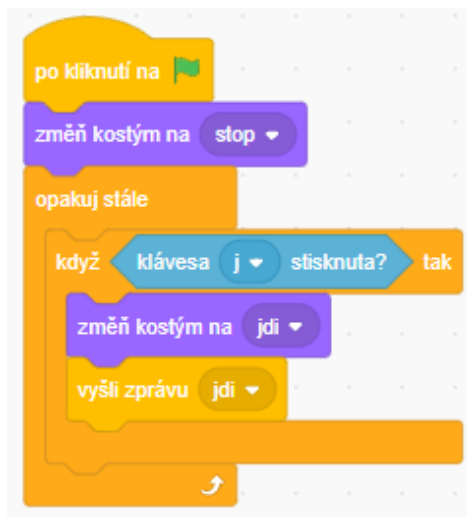 po kliknutí na
změň kostým na stop
opakuj stále
když klávesa j stisknuta? tak
změň kostým na jdi
vyšli zprávu jdi